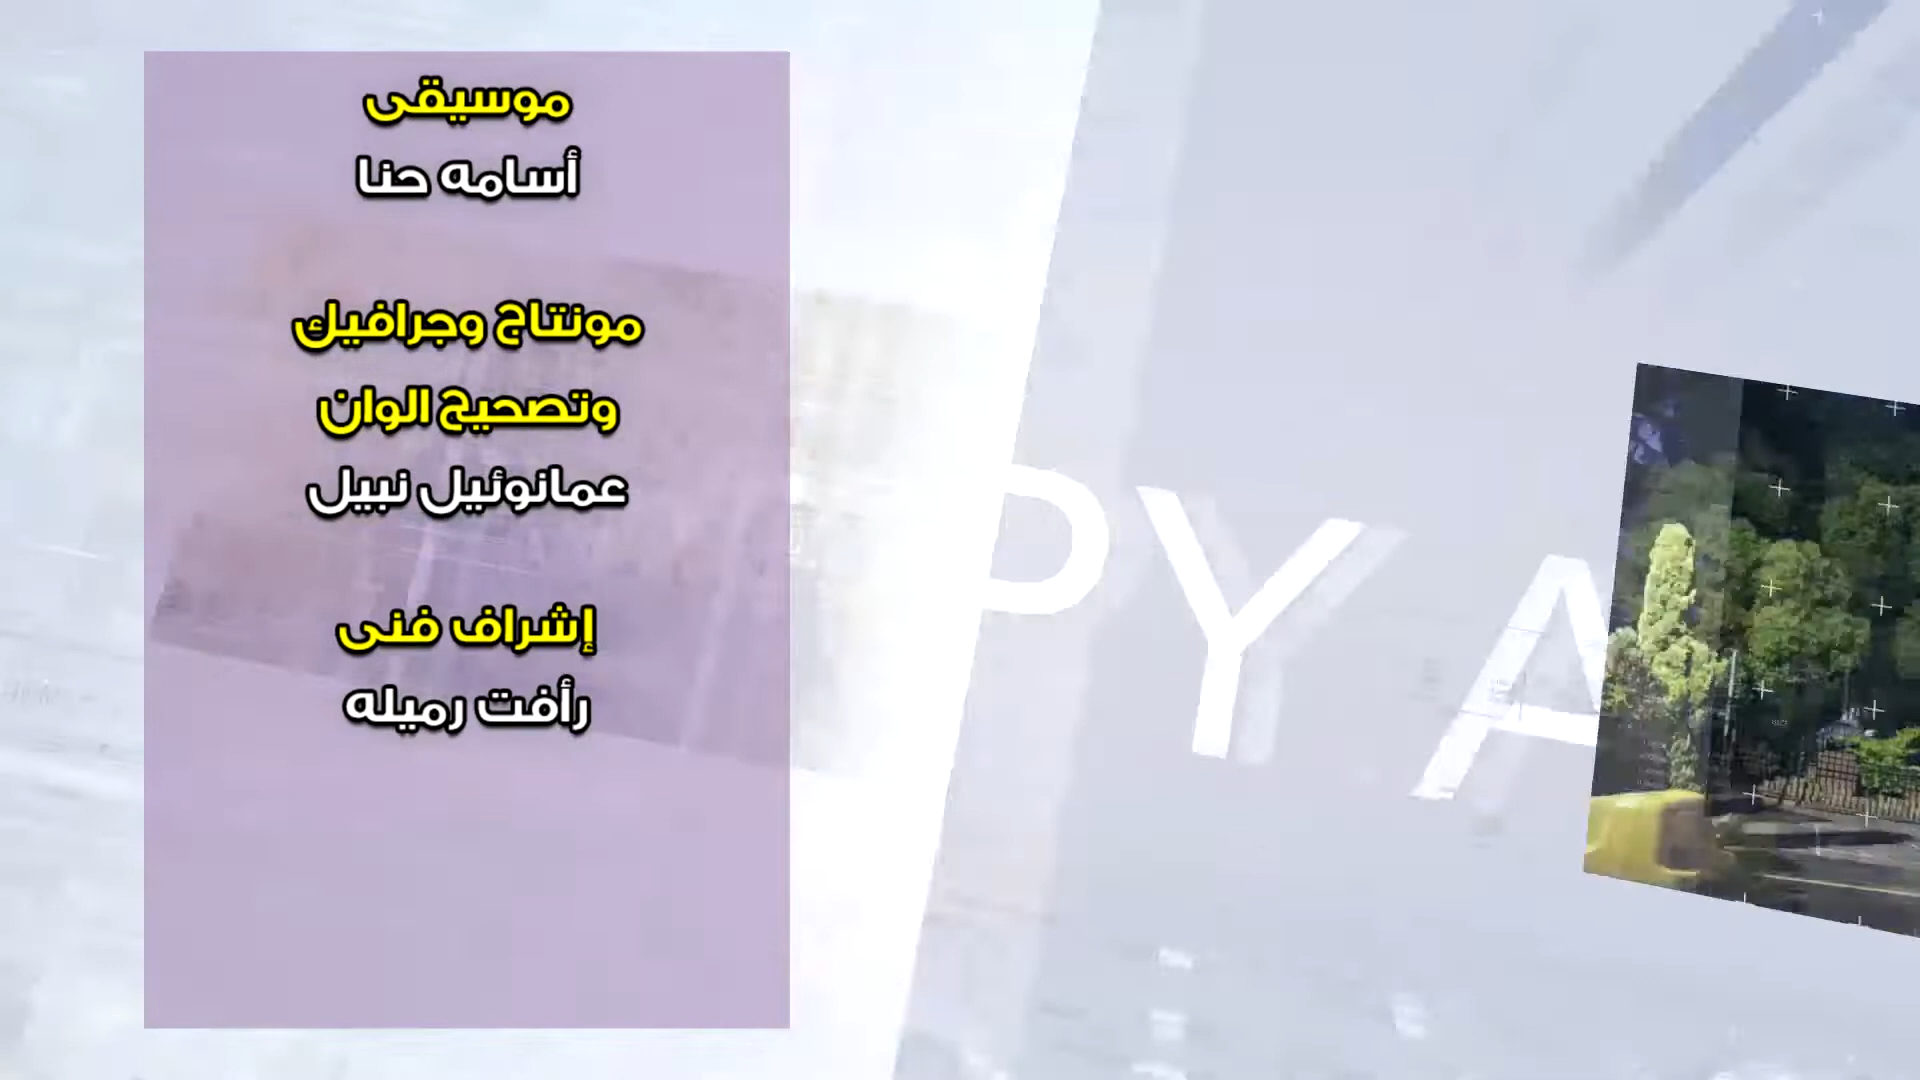 موسيقى
أسامه حنا
مونتاج وجرافيك
وتصحيح الوان
عمانوئيل نبيل
إشراف فنى
رأفت رميله
PY A